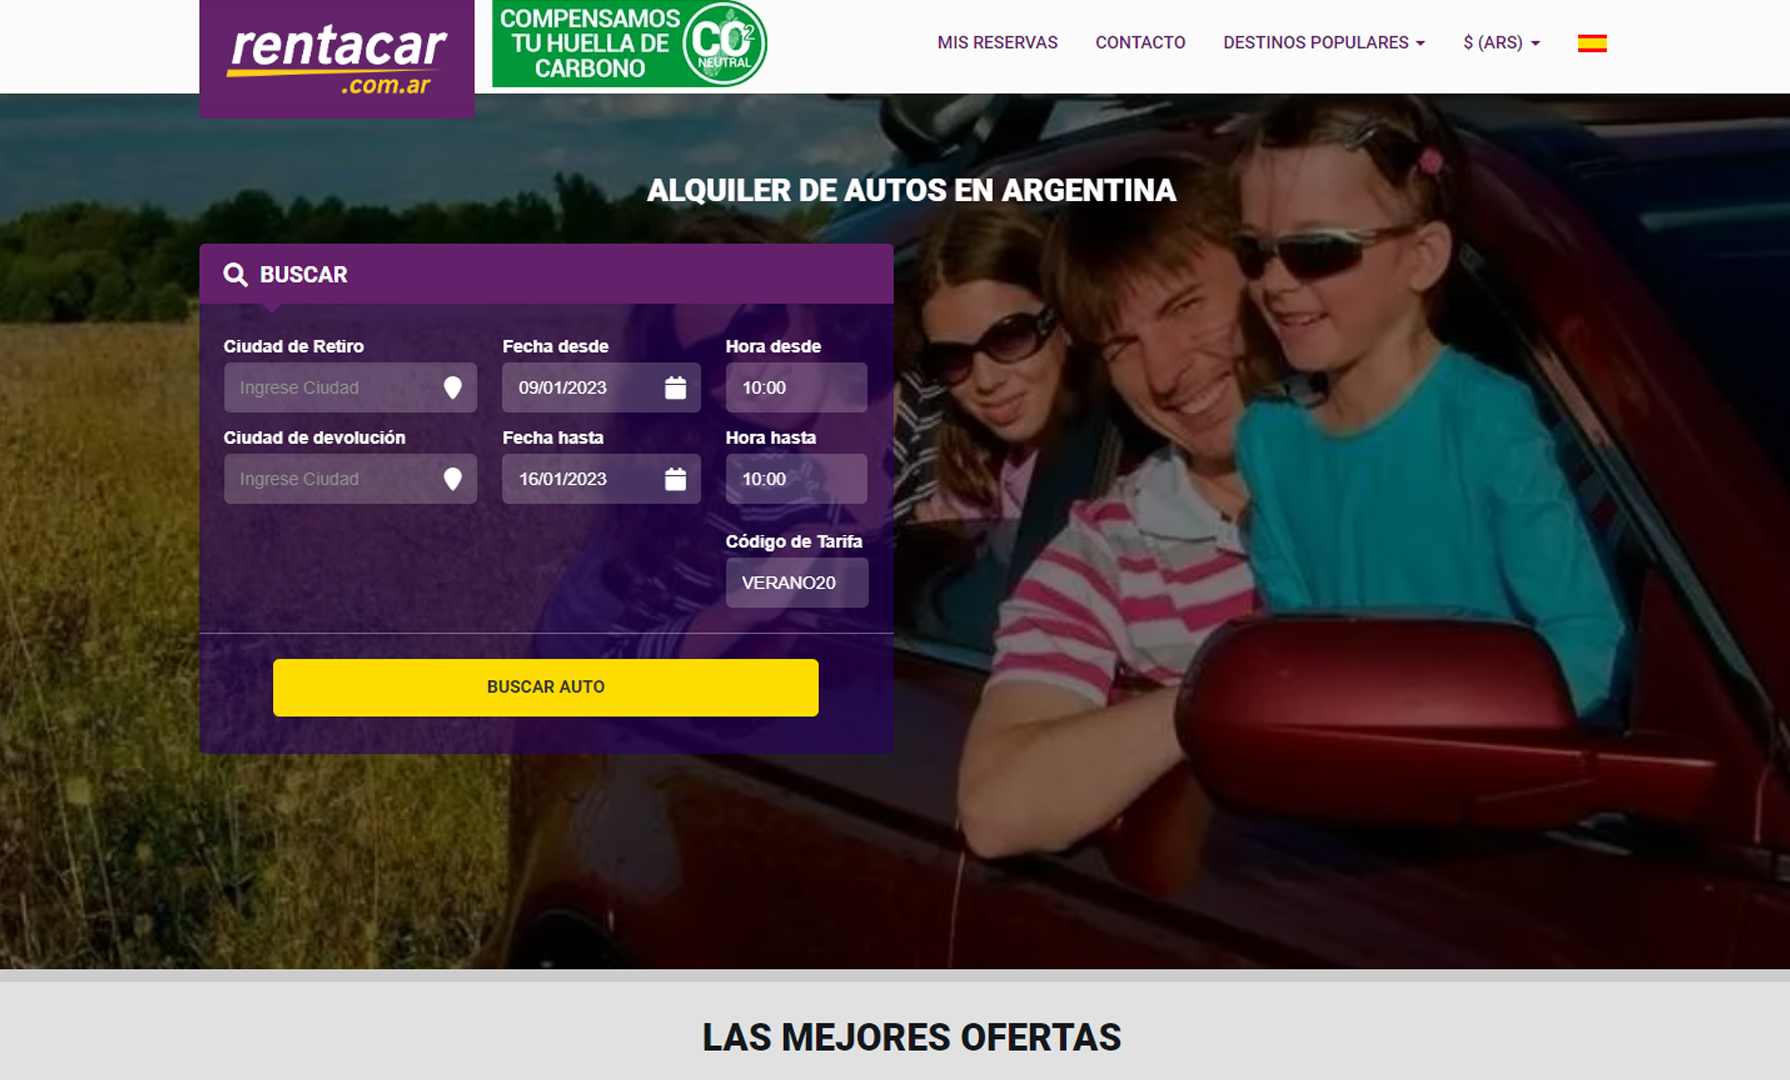 rentacar
.com.ar
COMPENSAMOS
TU HUELLA DE
CARBONO
CO2
NEUTRAL
MIS RESERVAS
CONTACTO
DESTINOS POPULARES
$ (ARS)
ALQUILER DE AUTOS EN ARGENTINA
BUSCAR
Ciudad de Retiro
Fecha desde
Hora desde
Ingrese Ciudad
09/01/2023
10:00
Ciudad de devolución
Fecha hasta
Hora hasta
Ingrese Ciudad
16/01/2023
10:00
Código de Tarifa
VERANO20
BUSCAR AUTO
LAS MEJORES OFERTAS